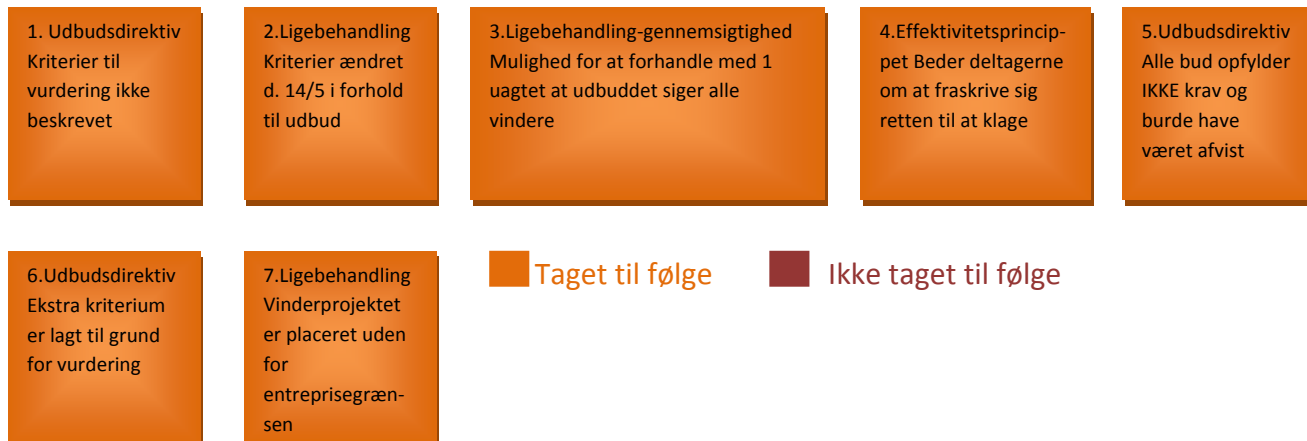 1. Udbudsdirektiv
Kriterier til
vurdering ikke
beskrevet
2.Ligebehandling
Kriterier ændret
d. 14/5 i forhold
til udbud
3.Ligebehandling-gennemsigtighed
Mulighed for at forhandle med 1
uagtet at udbuddet siger alle
vindere
4.Effektivitetsprincip-
pet Beder deltagerne
om at fraskrive sig
retten til at klage
5.Udbudsdirektiv
Alle bud opfylder
IKKE krav og
burde have
været afvist
6.Udbudsdirektiv
Ekstra kriterium
er lagt til grund
for vurdering
7.Ligebehandling
Vinderprojektet
er placeret uden
for
entreprisegræn-
sen
Taget til følge
Ikke taget til følge